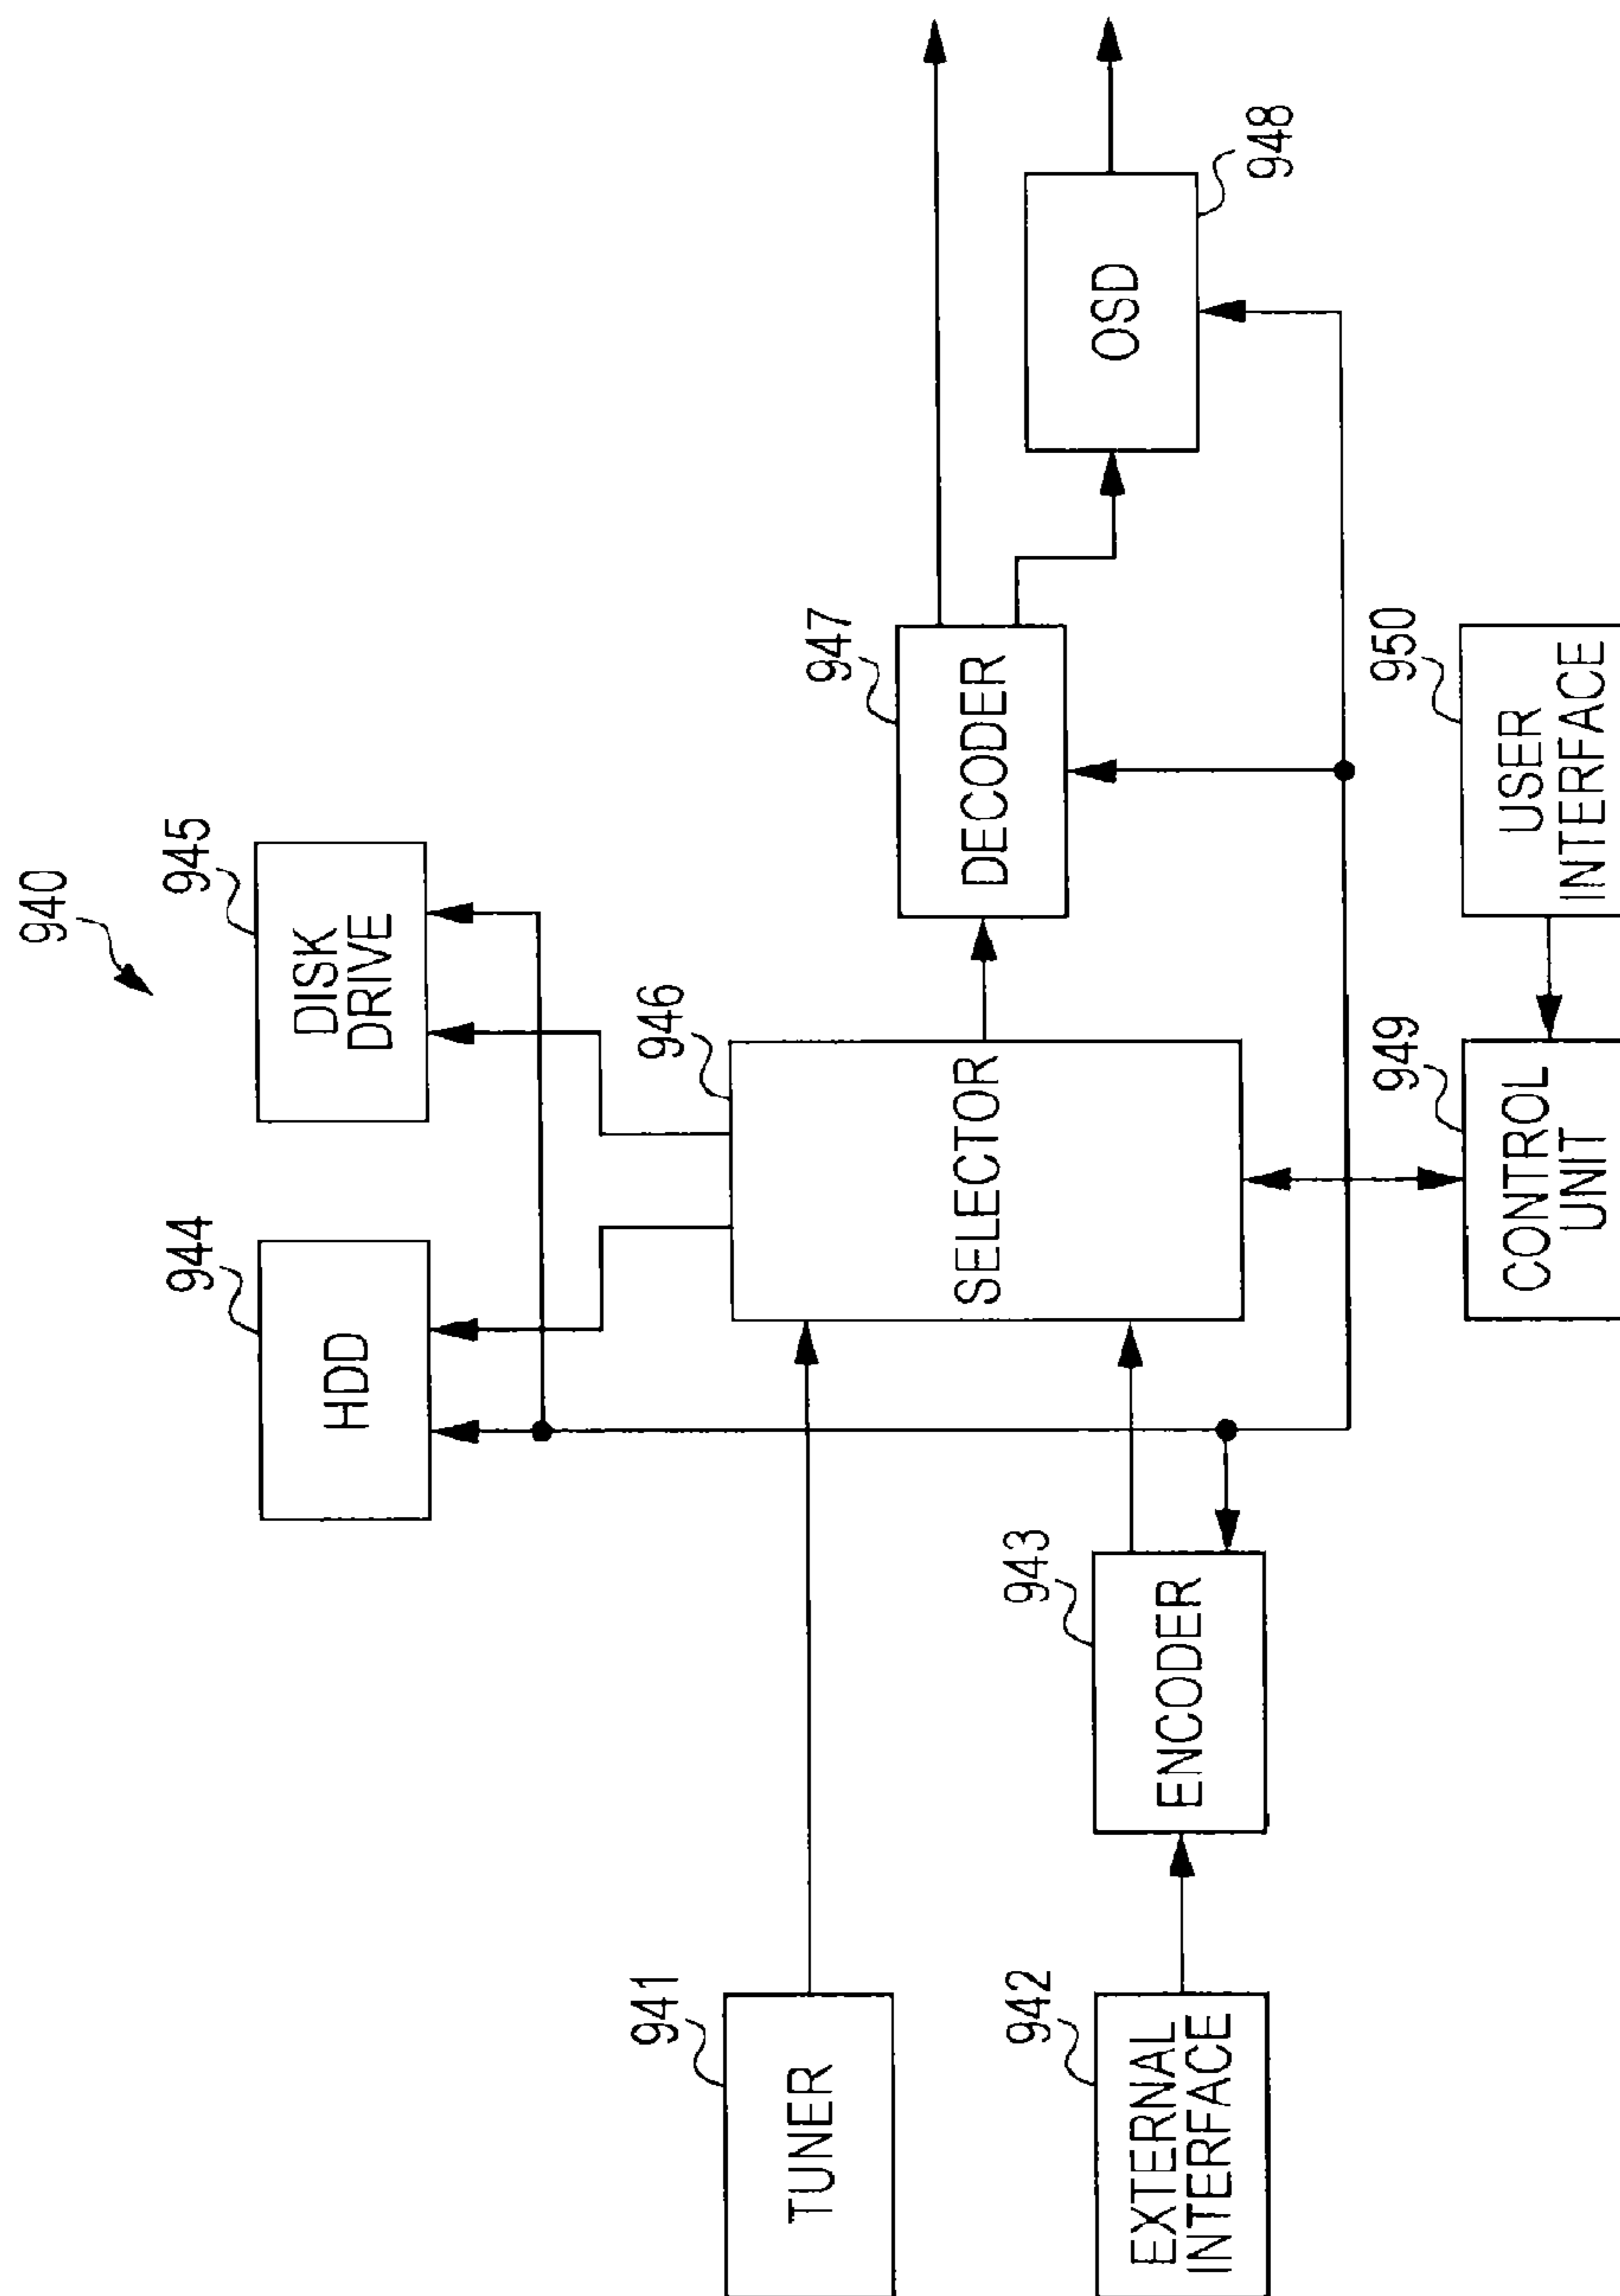 940
944
HDD
945
DISK
DRIVE
941
TUNER
946
SELECTOR
947
DECODER
942
EXTERNAL
INTERFACE
943
ENCODER
948
OSD
949
CONTROL
UNIT
950
USER
INTERFACE